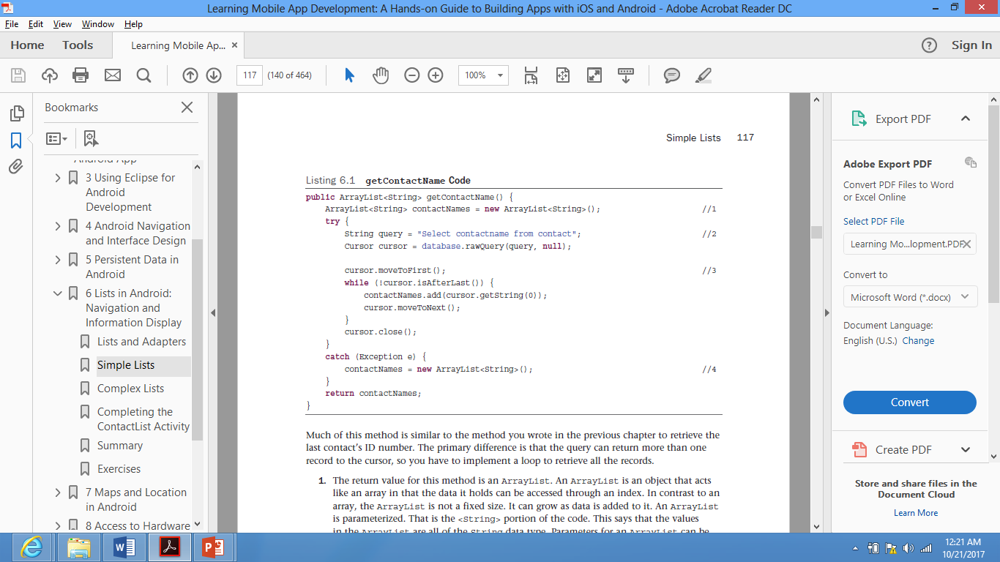 Learning Mobile App Development: A Hands-on Guide to Building Apps with iOS and Android - Adobe Acrobat Reader DC
File Edit View Window Help
Home Tools Learning Mobile Ap... × Sign In
117 (140 of 464) 100%
Bookmarks
Android App
3 Using Eclipse for
Android
Development
4 Android Navigation
and Interface Design
5 Persistent Data in
Android
6 Lists in Android:
Navigation and
Information Display
Lists and Adapters
Simple Lists
Complex Lists
Completing the
ContactList Activity
Summary
Exercises
7 Maps and Location
in Android
8 Access to Hardware
Simple Lists 117
Listing 6.1 getContactName Code
public ArrayList<String> getContactName() {
ArrayList<String> contactNames = new ArrayList<String>(); //1
try {
String query = "Select contactname from contact"; //2
Cursor cursor = database.rawQuery(query, null);
cursor.moveToFirst(); //3
while (!cursor.isAfterLast()) {
contactNames.add(cursor.getString(0));
cursor.moveToNext();
}
cursor.close();
}
catch (Exception e) {
contactNames = new ArrayList<String>(); //4
}
return contactNames;
}
Much of this method is similar to the method you wrote in the previous chapter to retrieve the
last contact's ID number. The primary difference is that the query can return more than one
record to the cursor, so you have to implement a loop to retrieve all the records.
1. The return value for this method is an ArrayList. An ArrayList is an object that acts
like an array in that the data it holds can be accessed through an index. In contrast to an
array, the ArrayList is not a fixed size. It can grow as data is added to it. An ArrayList
is parameterized. That is the <String> portion of the code. This says that the values
in the ArrayList are all of the String data type. Parameters for an ArrayList can be
Export PDF
Adobe Export PDF
Convert PDF Files to Word
or Excel Online
Select PDF File
Learning Mo...lopment.PDF
Convert to
Microsoft Word (*.docx)
Document Language:
English (U.S.) Change
Convert
Create PDF
Store and share files in the
Document Cloud
Learn More
12:21 AM
10/21/2017